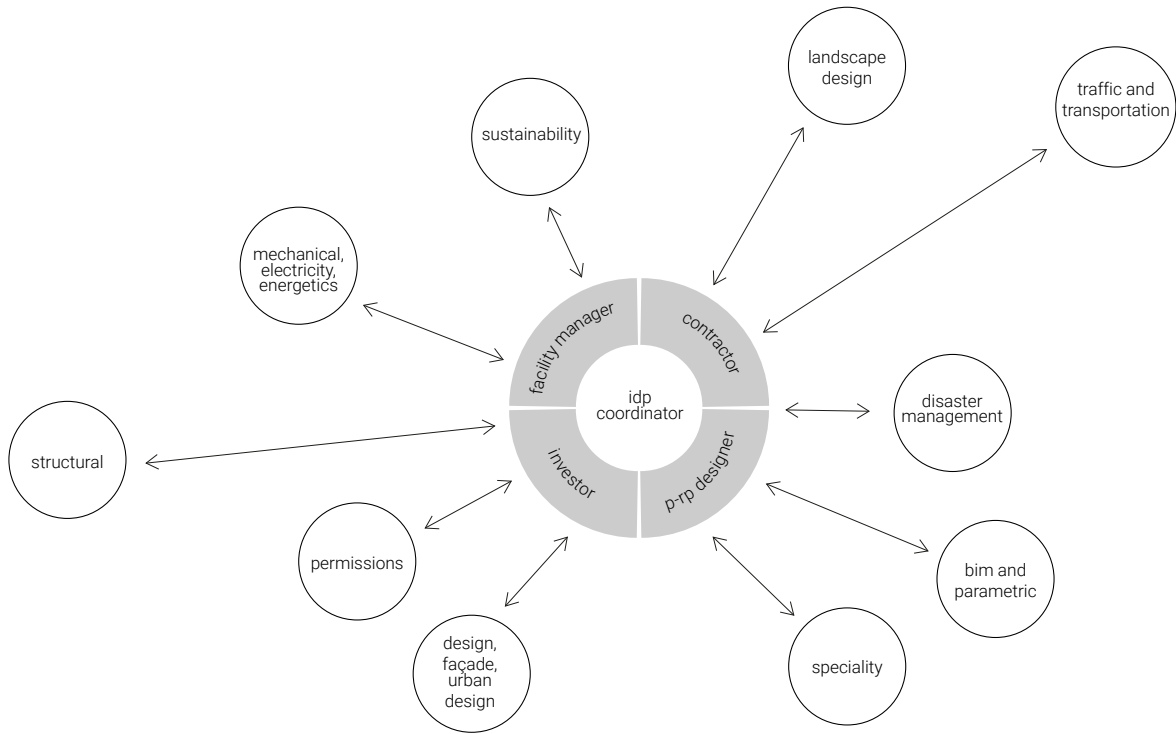 landscape
design
traffic and
transportation
sustainability
mechanical,
electricity,
energetics
facility manager
contractor
idp
coordinator
disaster
management
structural
investor
p-rp designer
permissions
bim and
parametric
design,
façade,
urban
design
speciality